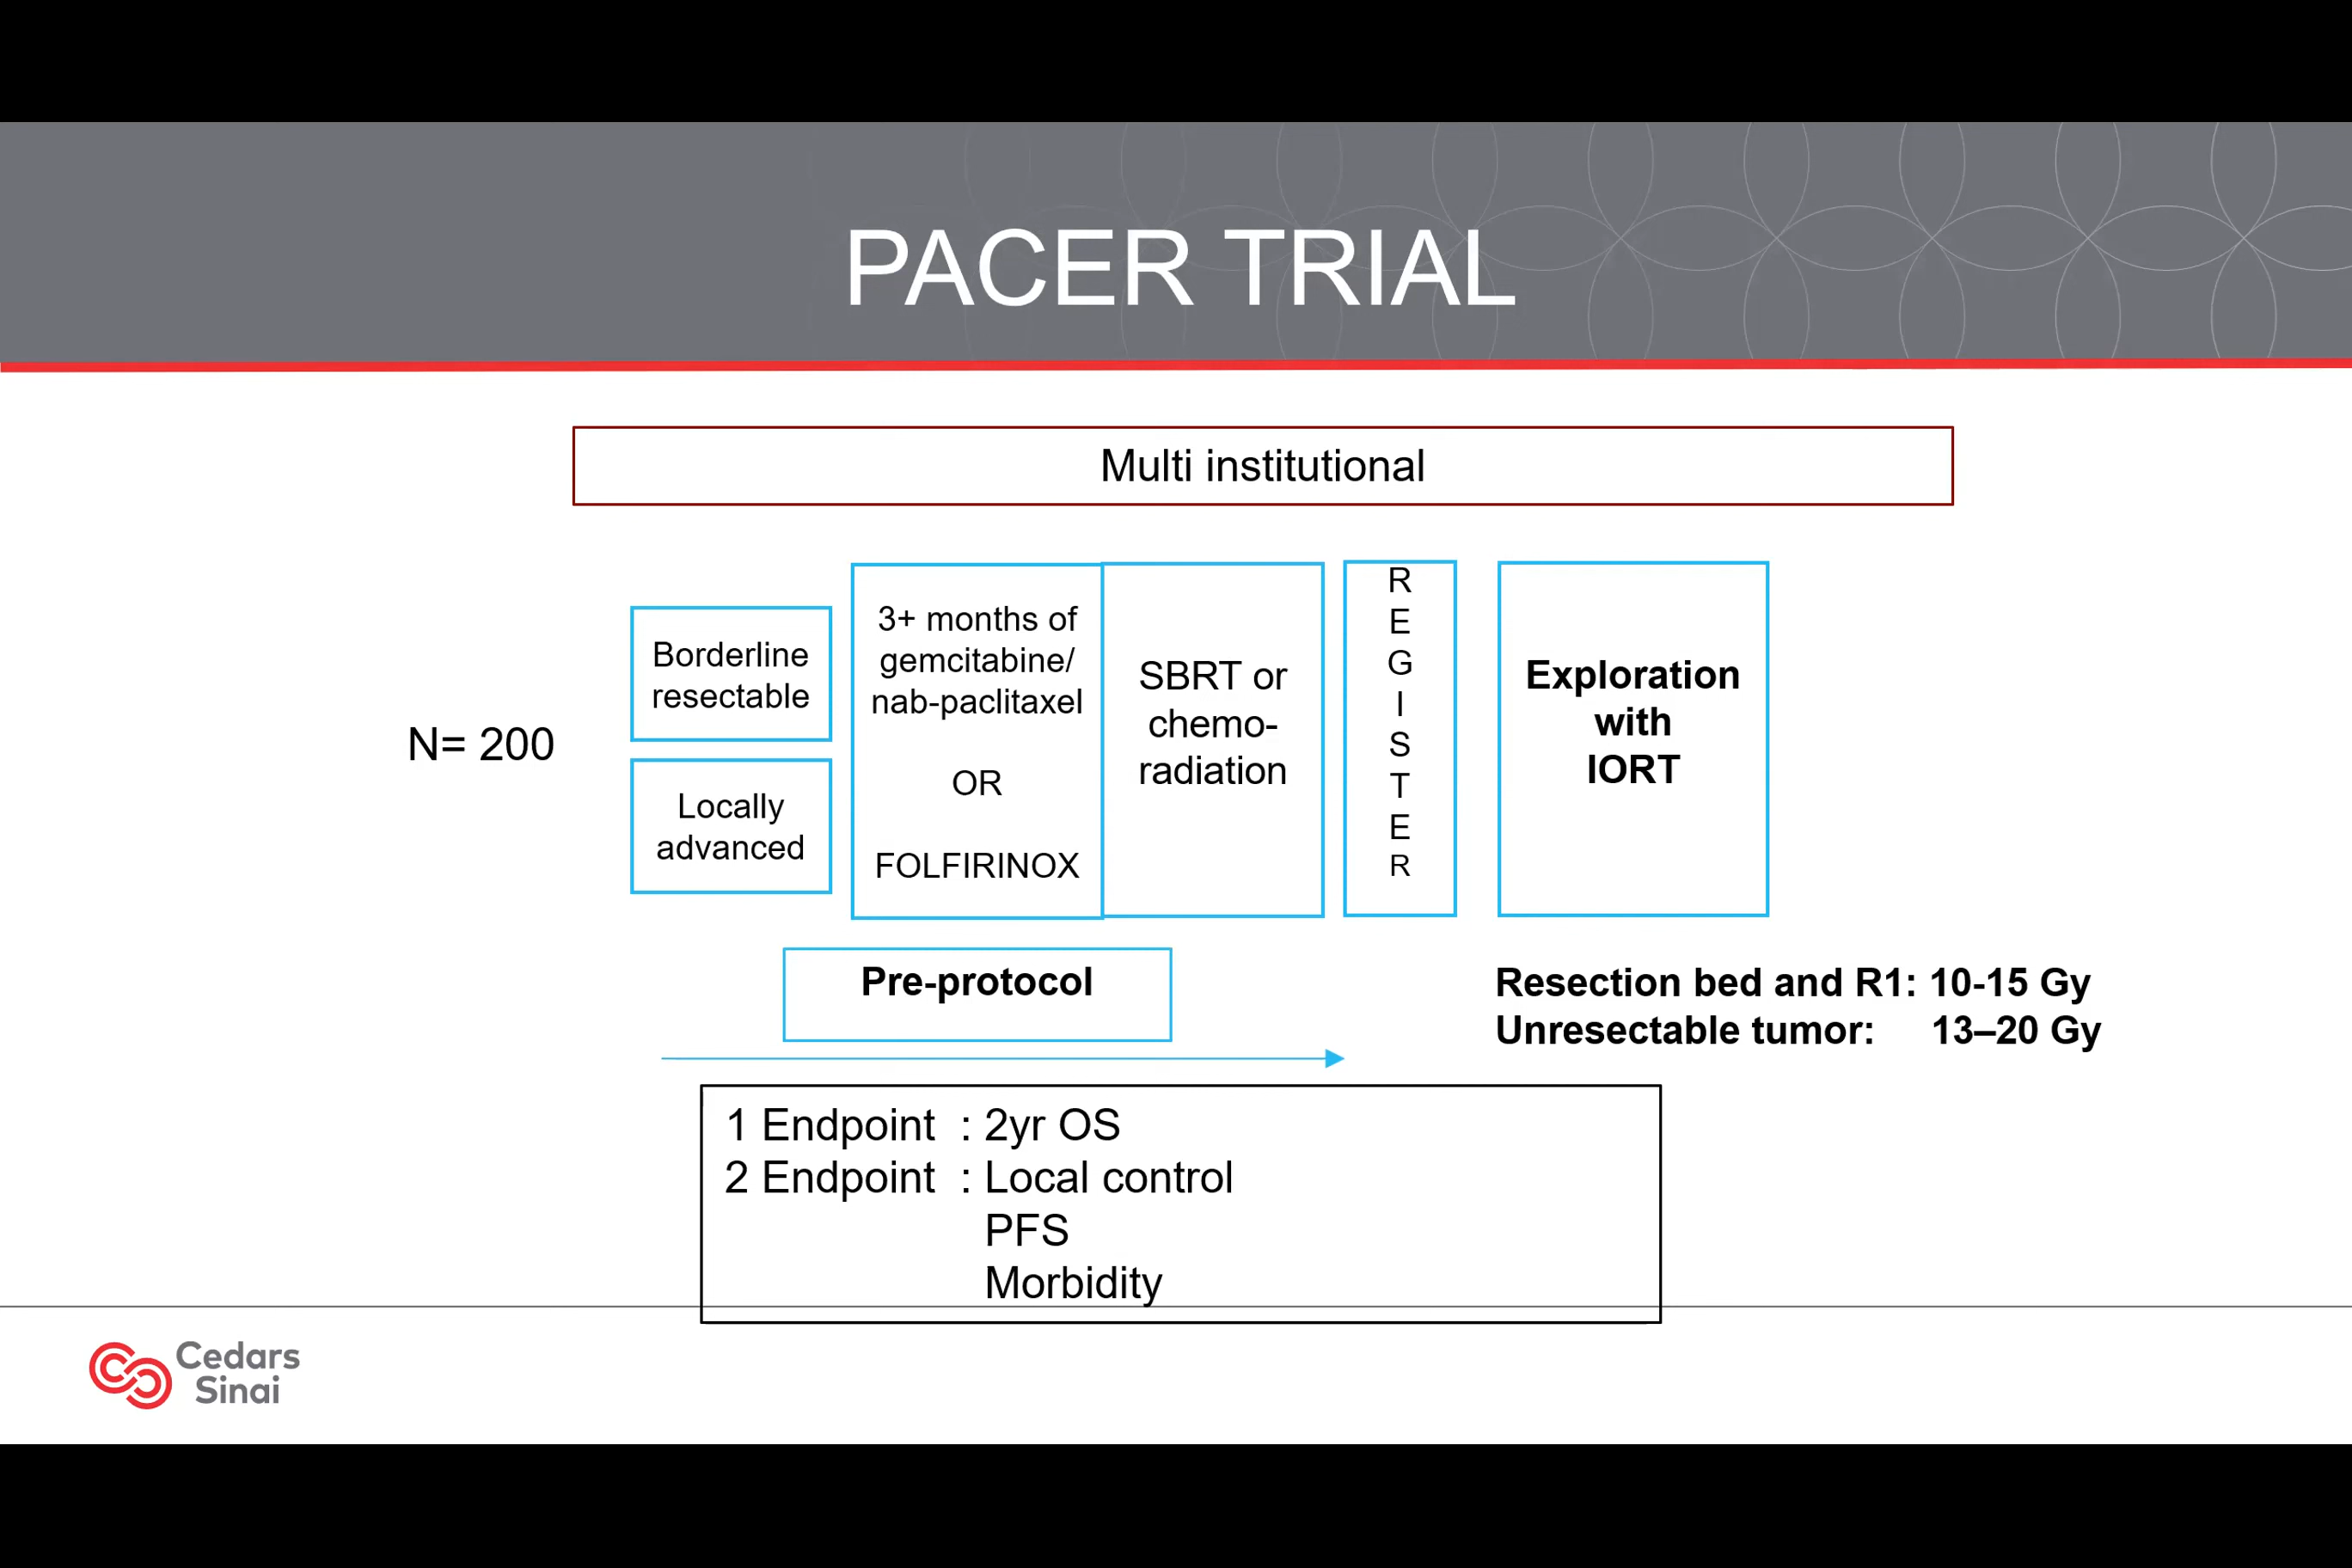 PACER TRIAL
Multi institutional
N= 200
Borderline
resectable
Locally
advanced
3+ months of
gemcitabine/
nab-paclitaxel
OR
FOLFIRINOX
SBRT or
chemo-
radiation
R
E
G
I
S
T
E
R
Exploration
with
IORT
Pre-protocol
Resection bed and R1: 10-15 Gy
Unresectable tumor: 13–20 Gy
1 Endpoint : 2yr OS
2 Endpoint : Local control
PFS
Morbidity
Cedars
Sinai